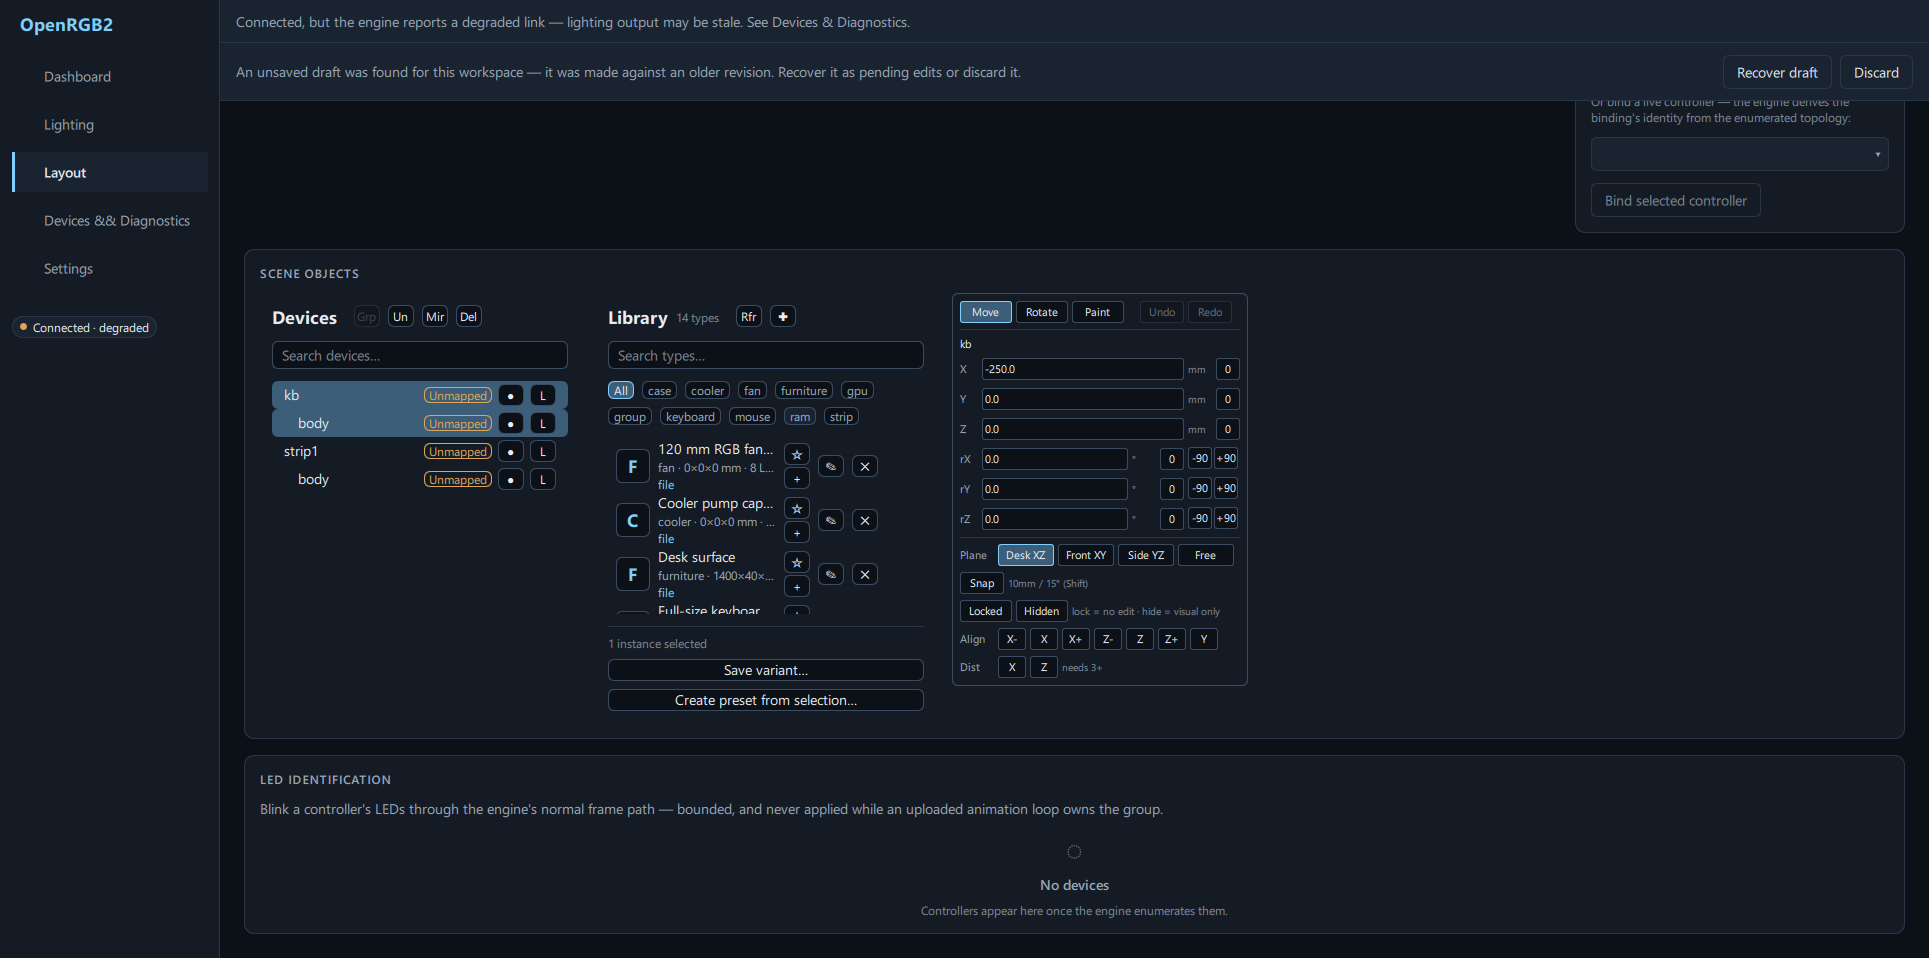 OpenRGB2
Dashboard
Lighting
Layout
Devices && Diagnostics
Settings
Connected · degraded
Connected, but the engine reports a degraded link — lighting output may be stale. See Devices & Diagnostics.
An unsaved draft was found for this workspace — it was made against an older revision. Recover it as pending edits or discard it.
Recover draft
Discard
Or bind a live controller — the engine derives the
binding's identity from the enumerated topology:
Bind selected controller
SCENE OBJECTS
Devices Grp Un Mir Del
Search devices...
kb Unmapped L
body Unmapped L
strip1 Unmapped L
body Unmapped L
Library 14 types Rfr
Search types...
All case cooler fan furniture gpu
group keyboard mouse ram strip
F
120 mm RGB fan...
fan · 0×0×0 mm · 8 L...
file
C
Cooler pump cap...
cooler · 0×0×0 mm · ...
file
F
Desk surface
furniture · 1400×40×...
file
Full-size keyboar
1 instance selected
Save variant...
Create preset from selection...
Move Rotate Paint Undo Redo
kb
X -250.0 mm 0
Y 0.0 mm 0
Z 0.0 mm 0
rX 0.0 ° 0 -90 +90
rY 0.0 ° 0 -90 +90
rZ 0.0 ° 0 -90 +90
Plane Desk XZ Front XY Side YZ Free
Snap 10mm / 15° (Shift)
Locked Hidden lock = no edit · hide = visual only
Align X- X X+ Z- Z Z+ Y
Dist X Z needs 3+
LED IDENTIFICATION
Blink a controller's LEDs through the engine's normal frame path — bounded, and never applied while an uploaded animation loop owns the group.
No devices
Controllers appear here once the engine enumerates them.